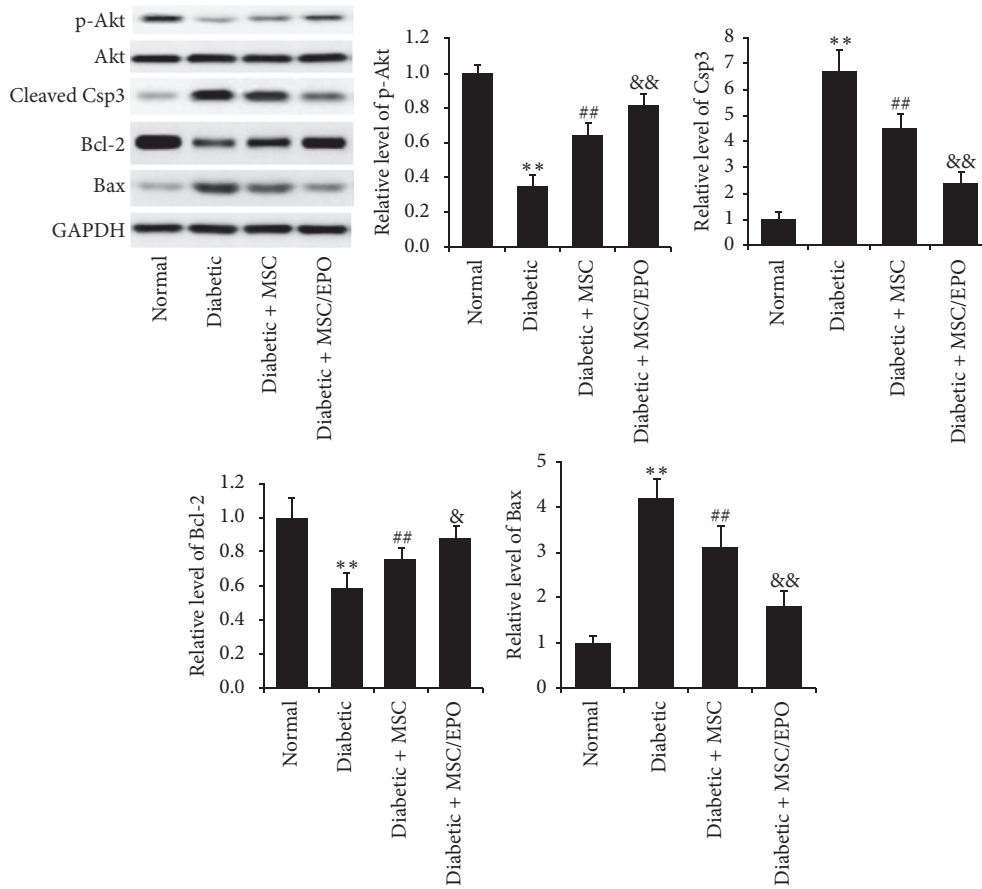 p-Akt
Akt
Cleaved Csp3
Bcl-2
Bax
GAPDH
Normal
Diabetic
Diabetic + MSC
Diabetic + MSC/EPO
Relative level of p-Akt
1.2
1.0
0.8
0.6
0.4
0.2
0.0
**
##
&&
Normal
Diabetic
Diabetic + MSC
Diabetic + MSC/EPO
Relative level of Csp3
8
7
6
5
4
3
2
1
0
**
##
&&
Normal
Diabetic
Diabetic + MSC
Diabetic + MSC/EPO
Relative level of Bcl-2
1.2
1.0
0.8
0.6
0.4
0.2
0.0
**
##
&
Normal
Diabetic
Diabetic + MSC
Diabetic + MSC/EPO
Relative level of Bax
5
4
3
2
1
0
**
##
&&
Normal
Diabetic
Diabetic + MSC
Diabetic + MSC/EPO